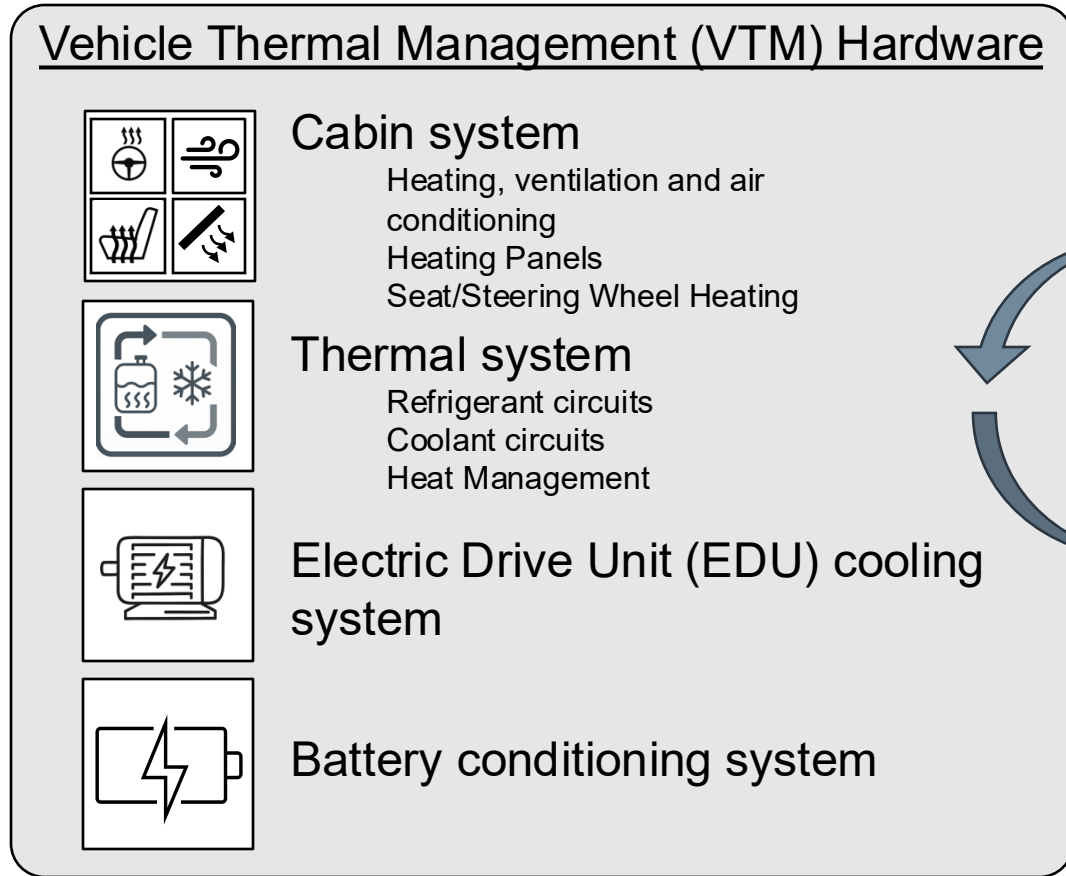 Vehicle Thermal Management (VTM) Hardware
Cabin system
Heating, ventilation and air
conditioning
Heating Panels
Seat/Steering Wheel Heating
Thermal system
Refrigerant circuits
Coolant circuits
Heat Management
Electric Drive Unit (EDU) cooling
system
Battery conditioning system